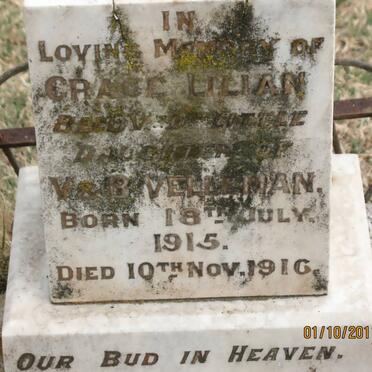 IN
LOVING MEMORY OF
GRACE LILIAN
BELOVED LITTLE
DAUGHTER OF
V & R VELLEMAN.
BORN 18TH JULY.
1915.
DIED 10TH NOV. 1916.
OUR BUD IN HEAVEN.
01/10/201